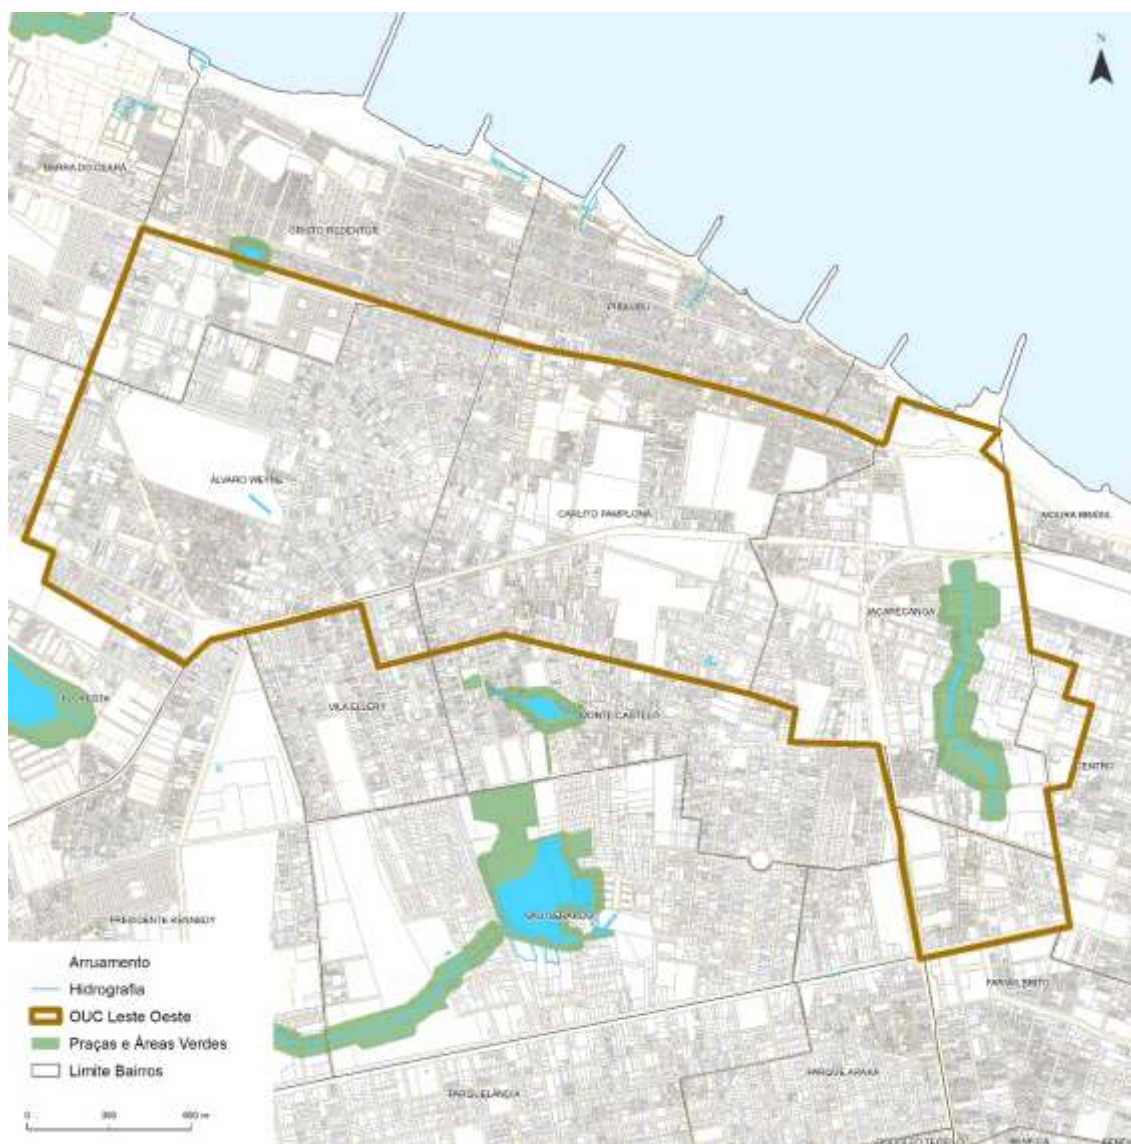 N
BARRA DO CEARÁ
CRISTO REDENTOR
PIRAMBU
ÁLVARO WEYNE
CARLITO PAMPLONA
MOURA BRASIL
JACARECANGA
FLORESTA
VILA ELLERY
MONTE CASTELO
CENTRO
SÃO GERARDO
PRESIDENTE KENNEDY
FARIAS BRITO
PARQUE ARAXÁ
PARQUELÂNDIA
Arruamento
Hidrografia
OUC Leste Oeste
Praças e Áreas Verdes
Limite Bairros
0 300 600 m